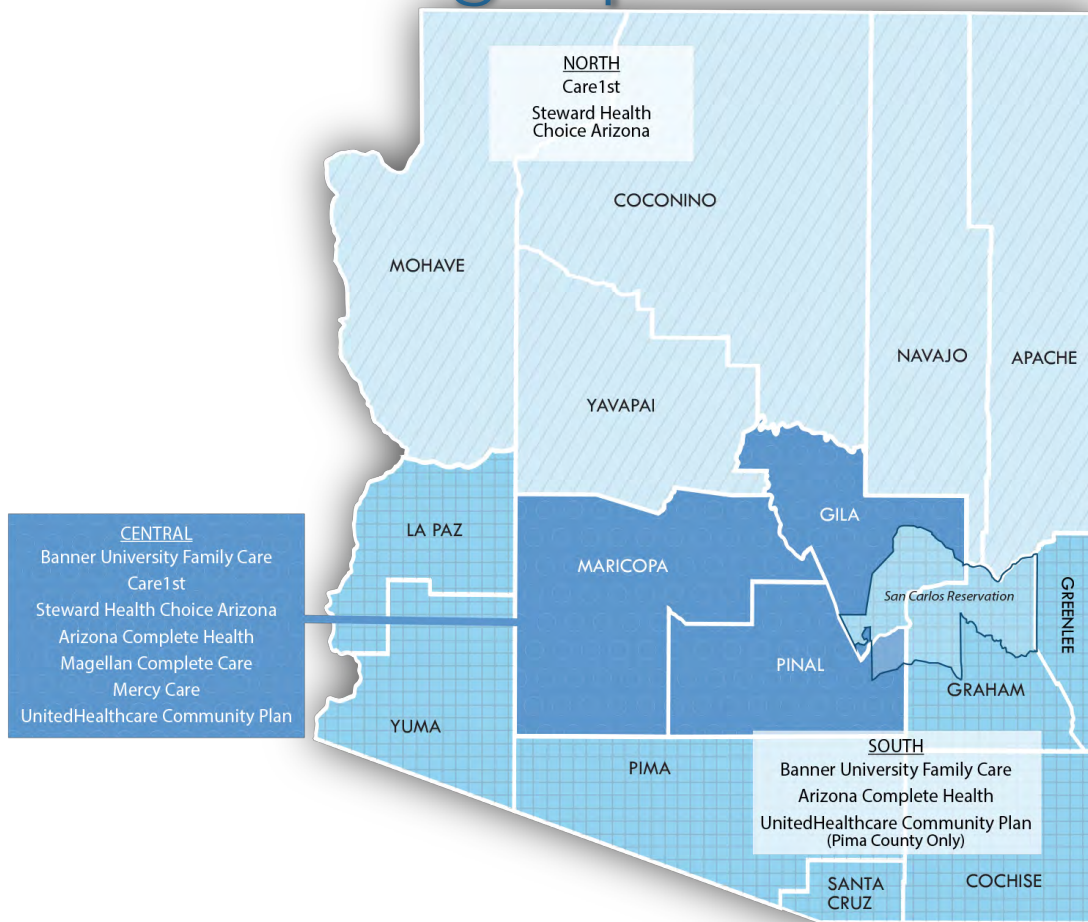 NORTH
Care1st
Steward Health
Choice Arizona
COCONINO
MOHAVE
NAVAJO
APACHE
YAVAPAI
GILA
LA PAZ
MARICOPA
San Carlos Reservation
GREENLEE
PINAL
GRAHAM
YUMA
CENTRAL
Banner University Family Care
Care1st
Steward Health Choice Arizona
Arizona Complete Health
Magellan Complete Care
Mercy Care
UnitedHealthcare Community Plan
PIMA
SOUTH
Banner University Family Care
Arizona Complete Health
UnitedHealthcare Community Plan
(Pima County Only)
SANTA
CRUZ
COCHISE